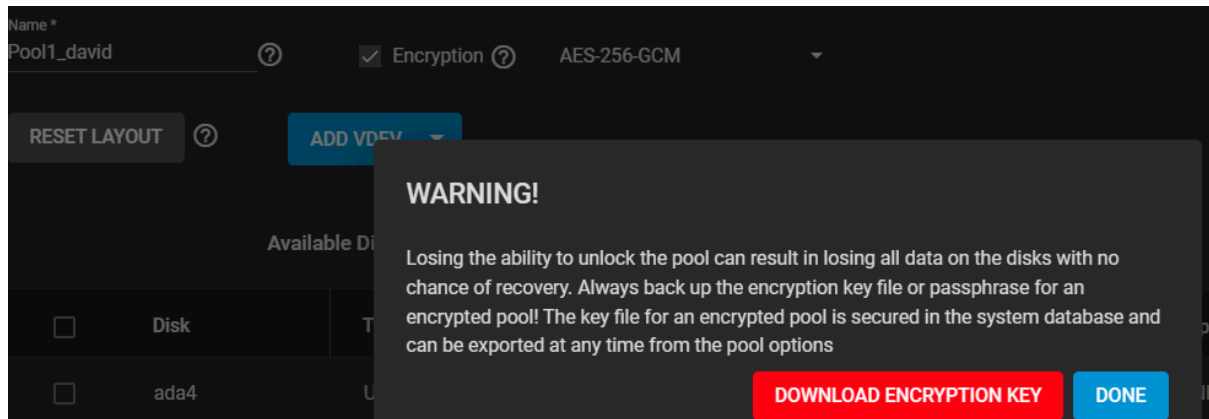 Name *
Pool1_david
Encryption
AES-256-GCM
RESET LAYOUT
ADD VDEV
WARNING!
Available
Losing the ability to unlock the pool can result in losing all data on the disks with no
chance of recovery. Always back up the encryption key file or passphrase for an
encrypted pool! The key file for an encrypted pool is secured in the system database and
can be exported at any time from the pool options
Disk
ada4
DOWNLOAD ENCRYPTION KEY
DONE